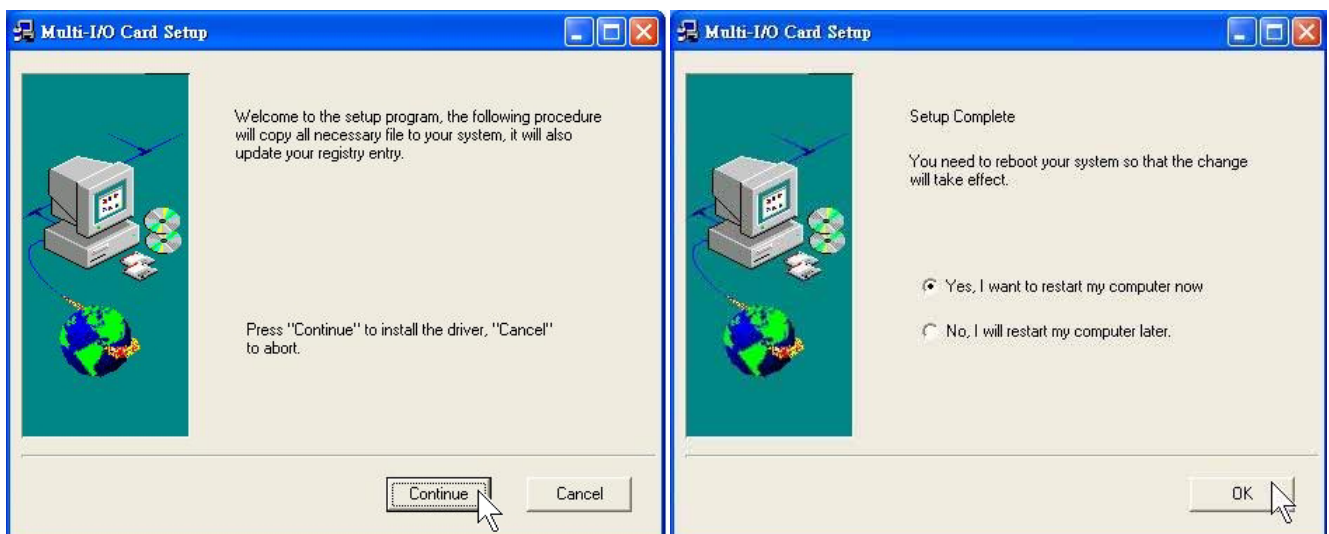 Multi-I/O Card Setup
Welcome to the setup program, the following procedure
will copy all necessary file to your system, it will also
update your registry entry.
Press "Continue" to install the driver, "Cancel"
to abort.
Continue
Cancel
Multi-I/O Card Setup
Setup Complete
You need to reboot your system so that the change
will take effect.
Yes, I want to restart my computer now
No, I will restart my computer later.
OK